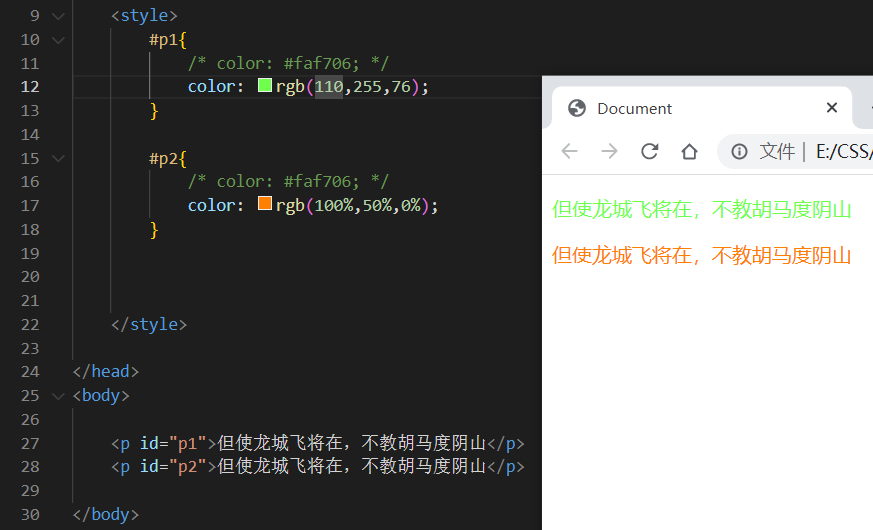 9 <style>
10 #p1{
11 /* color: #faf706; */
12 color: rgb(110,255,76);
13 }
14
15 #p2{
16 /* color: #faf706; */
17 color: rgb(100%,50%,0%);
18 }
19
20
21
22 </style>
23
24 </head>
25 <body>
26
27 <p id="p1">但使龙城飞将在，不教胡马度阴山</p>
28 <p id="p2">但使龙城飞将在，不教胡马度阴山</p>
29
30 </body>
Document
文件 | E:/CSS/
但使龙城飞将在，不教胡马度阴山
但使龙城飞将在，不教胡马度阴山